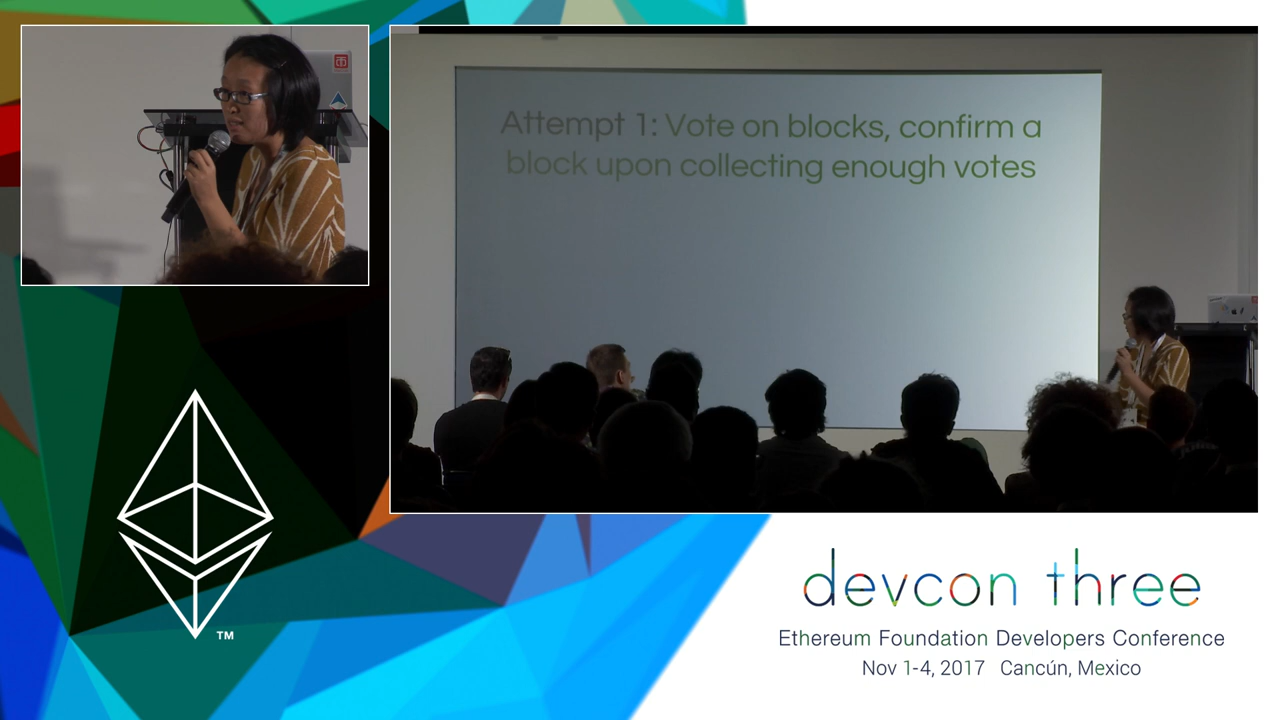 Attempt 1: Vote on blocks, confirm a
block upon collecting enough votes
TM
devcon three
Ethereum Foundation Developers Conference
Nov 1-4, 2017 Cancún, Mexico